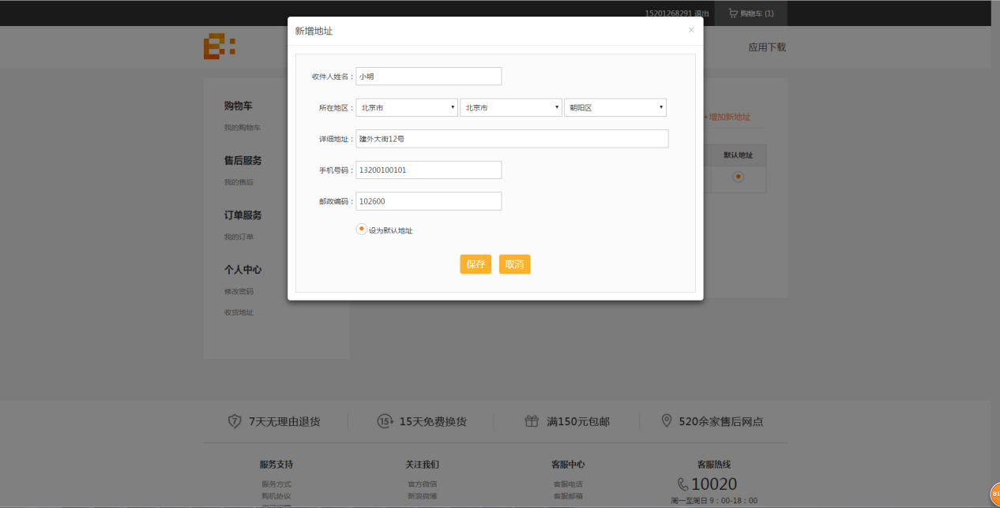 15201268291 退出 购物车 (1)
新增地址 ×
应用下载
收件人姓名： 小明
所在地区： 北京市 北京市 朝阳区
详细地址： 建外大街12号
手机号码： 13200100101
邮政编码： 102600
设为默认地址
保存 取消
购物车
我的购物车
售后服务
我的售后
订单服务
我的订单
个人中心
修改密码
收货地址
+增加新地址
默认地址
7天无理由退货 15天免费换货 满150元包邮 520余家售后网点
服务支持 关注我们 客服中心 客服热线
服务方式 官方微信 客服电话 10020
购机协议 新浪微博 客服邮箱 周一至周日 9：00-18：00
81